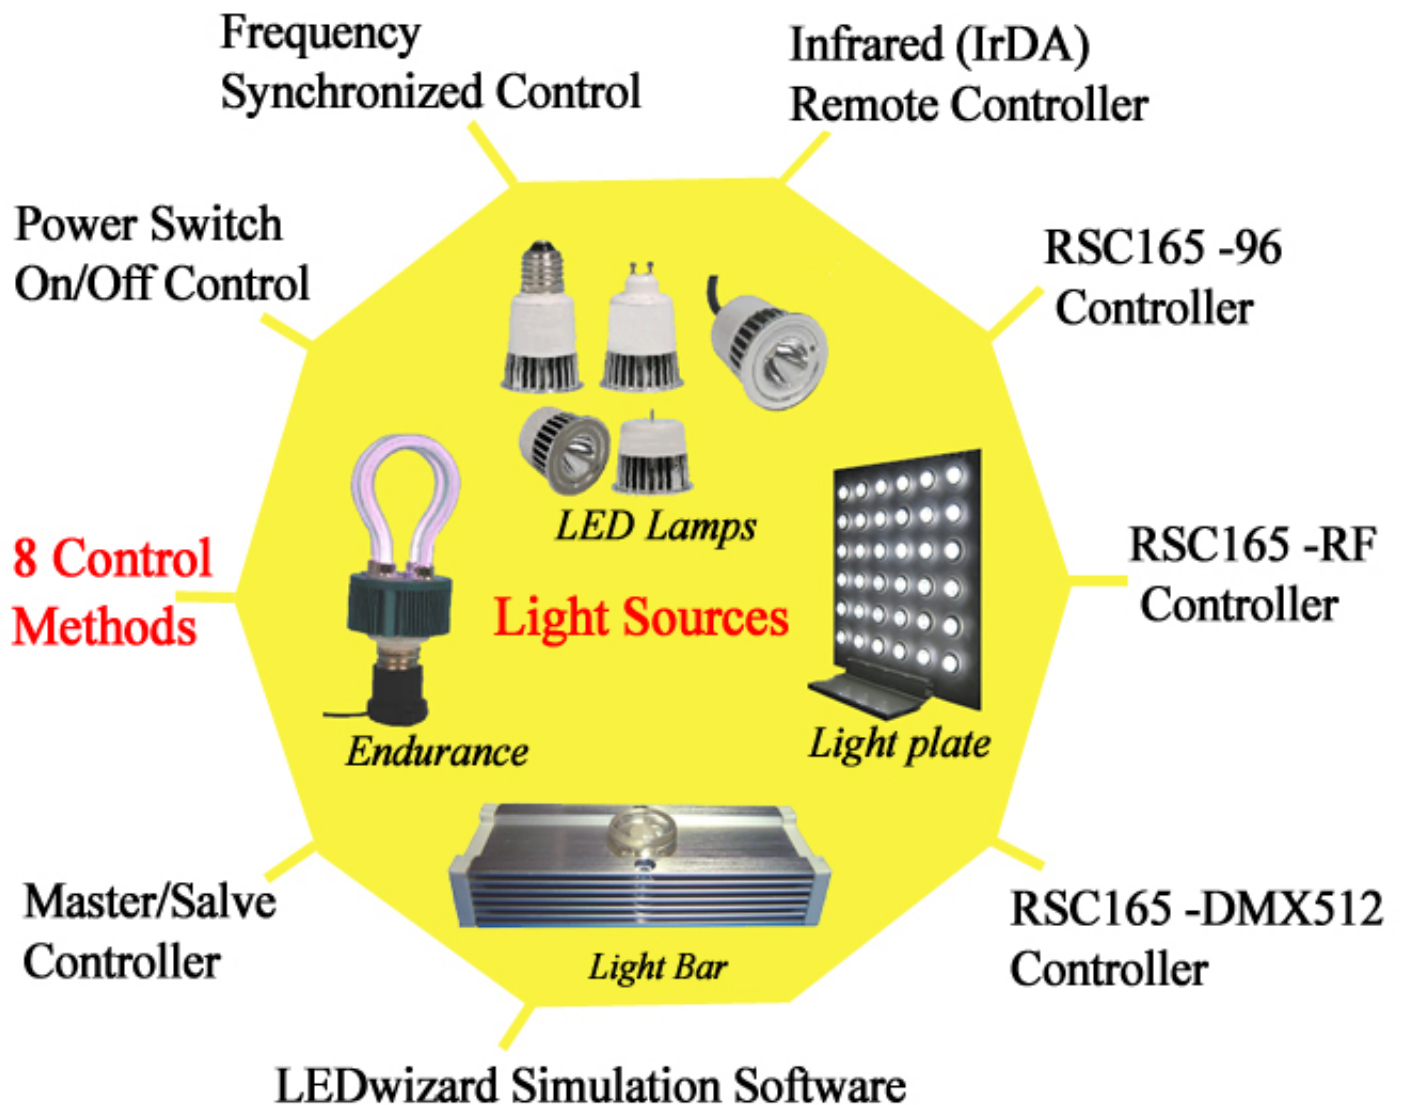 Frequency
Synchronized Control
Infrared (IrDA)
Remote Controller
Power Switch
On/Off Control
RSC165 -96
Controller
LED Lamps
8 Control
Methods
Light Sources
RSC165 -RF
Controller
Endurance
Light plate
Master/Salve
Controller
Light Bar
RSC165 -DMX512
Controller
LEDwizard Simulation Software